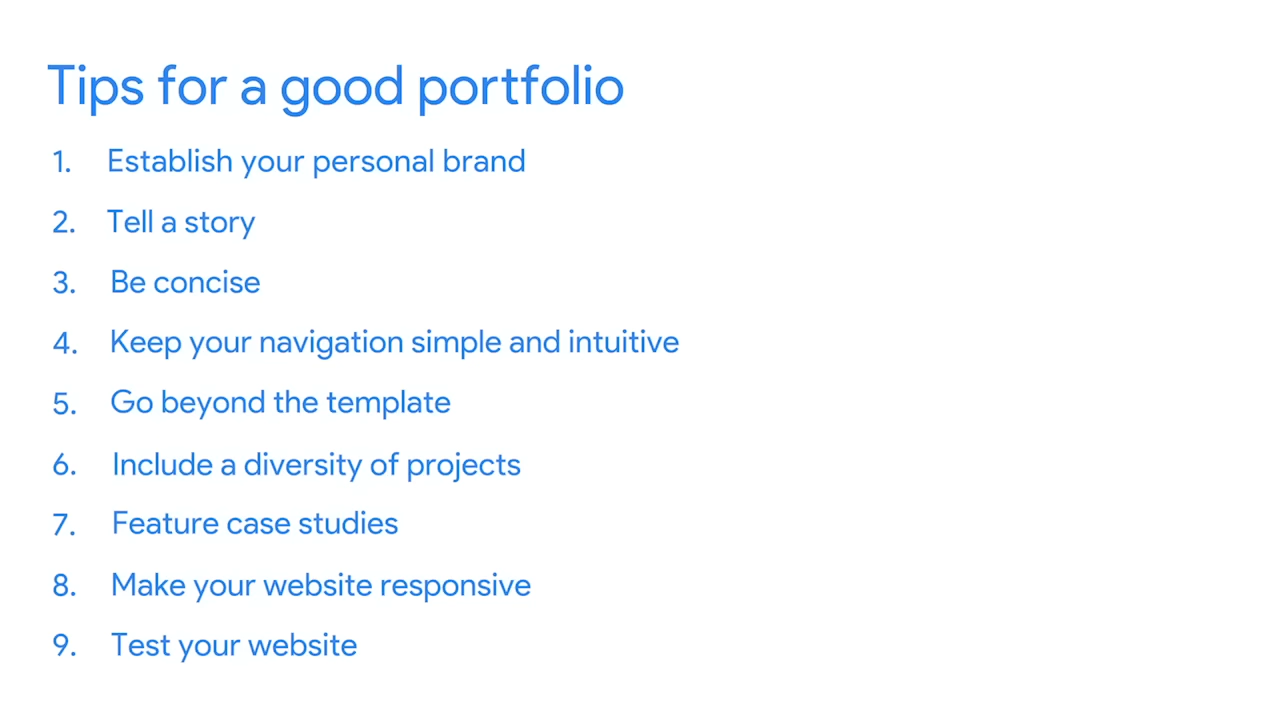 Tips for a good portfolio
1. Establish your personal brand
2. Tell a story
3. Be concise
4. Keep your navigation simple and intuitive
5. Go beyond the template
6. Include a diversity of projects
7. Feature case studies
8. Make your website responsive
9. Test your website